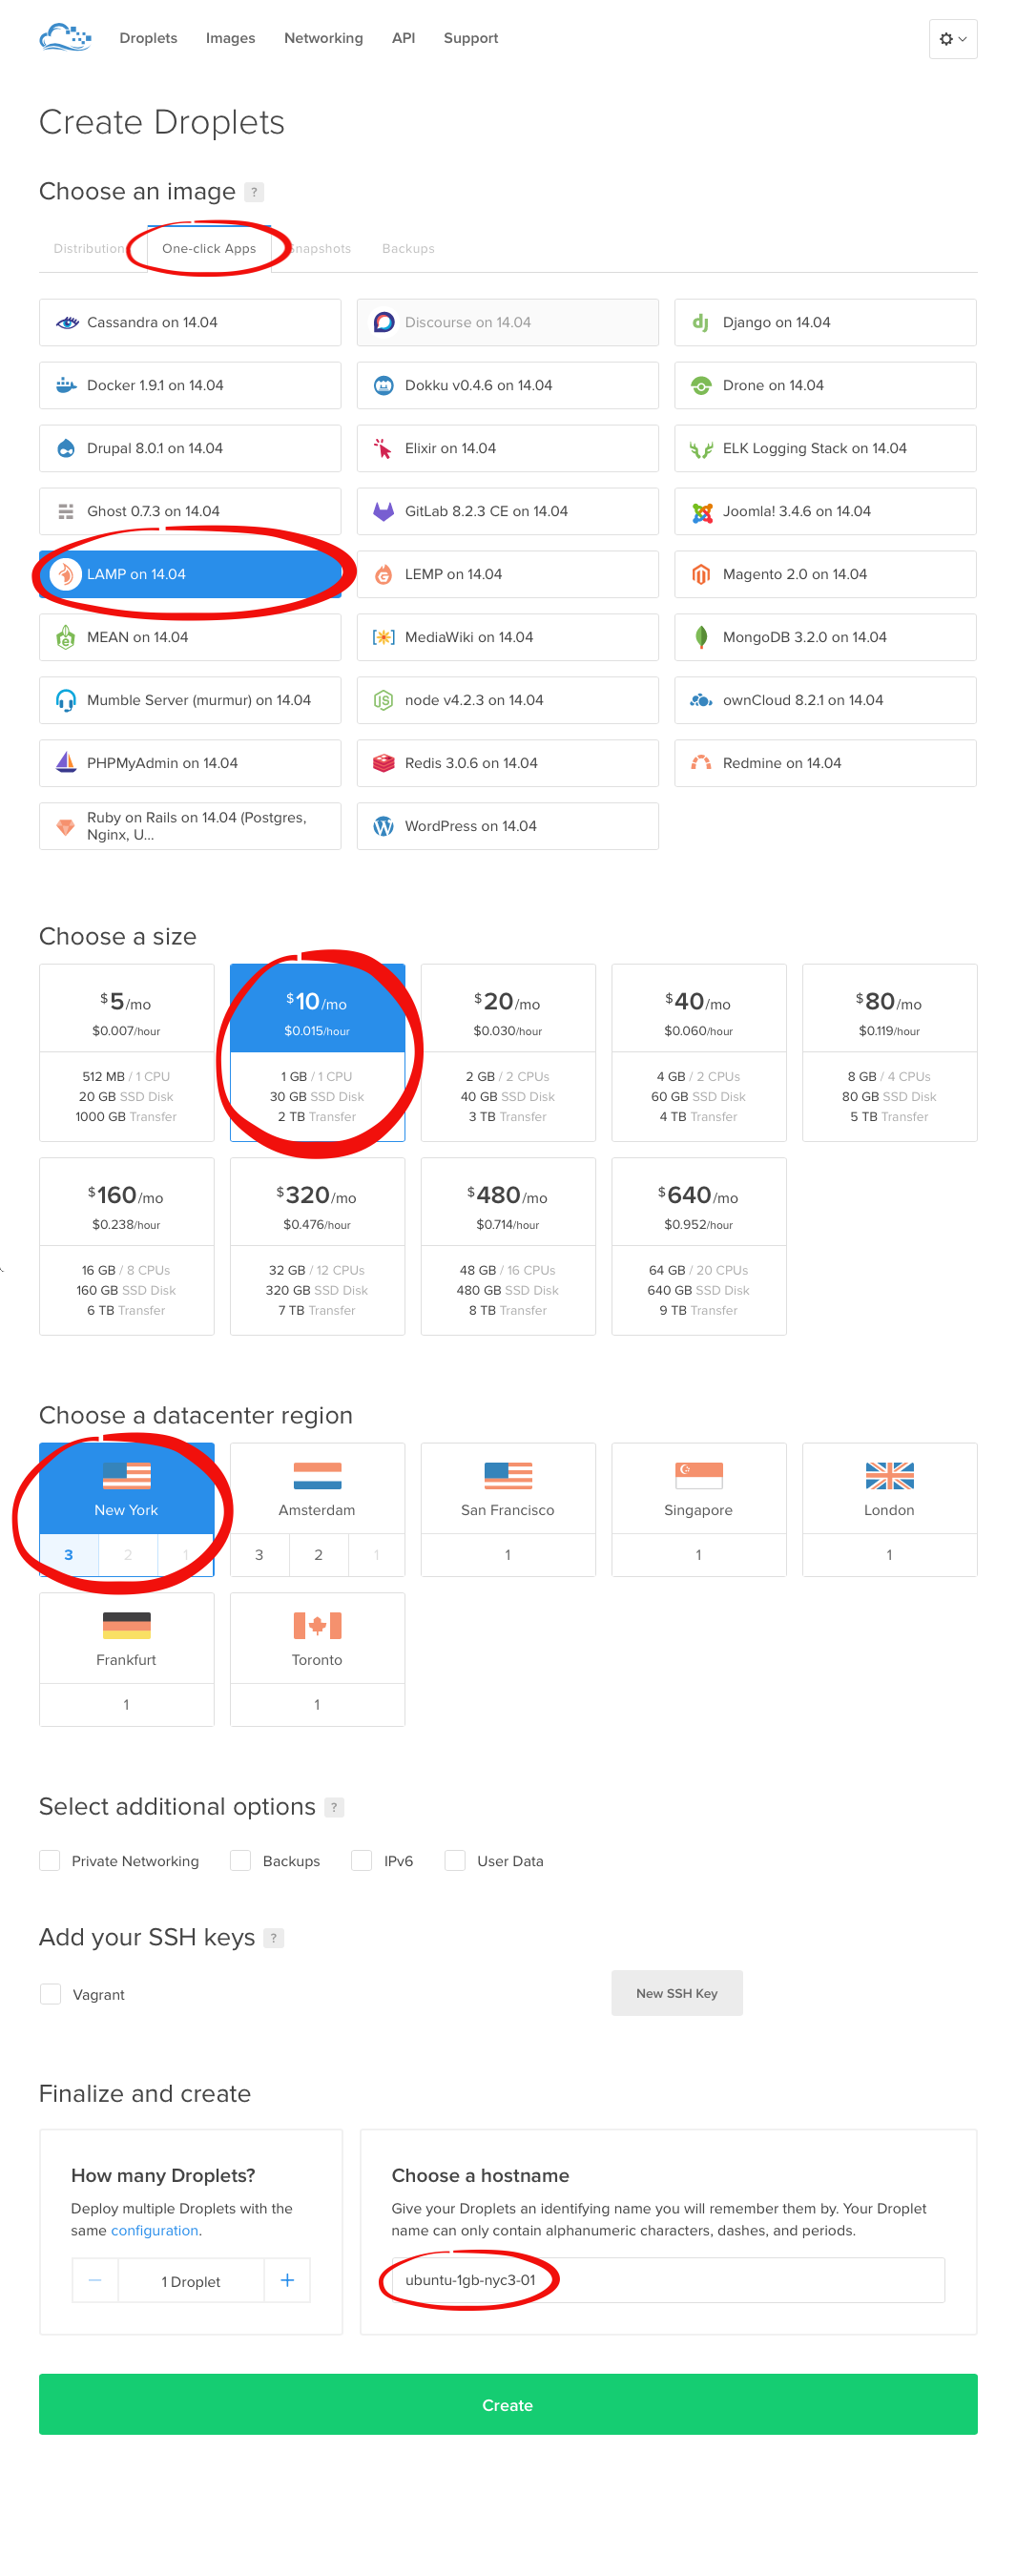 Droplets Images Networking API Support
Create Droplets
Choose an image ?
Distribution One-click Apps napshots Backups
Cassandra on 14.04
Discourse on 14.04
Django on 14.04
Docker 1.9.1 on 14.04
Dokku v0.4.6 on 14.04
Drone on 14.04
Drupal 8.0.1 on 14.04
Elixir on 14.04
ELK Logging Stack on 14.04
Ghost 0.7.3 on 14.04
GitLab 8.2.3 CE on 14.04
Joomla! 3.4.6 on 14.04
LAMP on 14.04
LEMP on 14.04
Magento 2.0 on 14.04
MEAN on 14.04
MediaWiki on 14.04
MongoDB 3.2.0 on 14.04
Mumble Server (murmur) on 14.04
node v4.2.3 on 14.04
ownCloud 8.2.1 on 14.04
PHPMyAdmin on 14.04
Redis 3.0.6 on 14.04
Redmine on 14.04
Ruby on Rails on 14.04 (Postgres,
Nginx, U...
WordPress on 14.04
Choose a size
$5/mo
$0.007/hour
512 MB / 1 CPU
20 GB SSD Disk
1000 GB Transfer
$10/mo
$0.015/hour
1 GB / 1 CPU
30 GB SSD Disk
2 TB Transfer
$20/mo
$0.030/hour
2 GB / 2 CPUs
40 GB SSD Disk
3 TB Transfer
$40/mo
$0.060/hour
4 GB / 2 CPUs
60 GB SSD Disk
4 TB Transfer
$80/mo
$0.119/hour
8 GB / 4 CPUs
80 GB SSD Disk
5 TB Transfer
$160/mo
$0.238/hour
16 GB / 8 CPUs
160 GB SSD Disk
6 TB Transfer
$320/mo
$0.476/hour
32 GB / 12 CPUs
320 GB SSD Disk
7 TB Transfer
$480/mo
$0.714/hour
48 GB / 16 CPUs
480 GB SSD Disk
8 TB Transfer
$640/mo
$0.952/hour
64 GB / 20 CPUs
640 GB SSD Disk
9 TB Transfer
Choose a datacenter region
New York
3 2 1
Amsterdam
3 2 1
San Francisco
1
Singapore
1
London
1
Frankfurt
1
Toronto
1
Select additional options ?
Private Networking Backups IPv6 User Data
Add your SSH keys ?
Vagrant
New SSH Key
Finalize and create
How many Droplets?
Deploy multiple Droplets with the
same configuration.
1 Droplet
Choose a hostname
Give your Droplets an identifying name you will remember them by. Your Droplet
name can only contain alphanumeric characters, dashes, and periods.
ubuntu-1gb-nyc3-01
Create